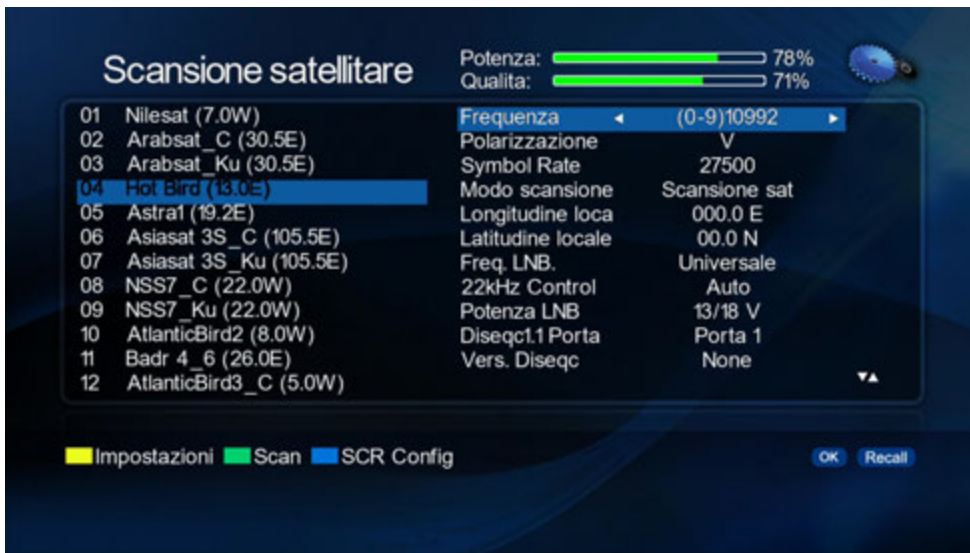 Scansione satellitare
Potenza: 78%
Qualita: 71%
01 Nilesat (7.0W)
02 Arabsat_C (30.5E)
03 Arabsat_Ku (30.5E)
04 Hot Bird (13.0E)
05 Astra1 (19.2E)
06 Asiasat 3S_C (105.5E)
07 Asiasat 3S_Ku (105.5E)
08 NSS7_C (22.0W)
09 NSS7_Ku (22.0W)
10 AtlanticBird2 (8.0W)
11 Badr 4_6 (26.0E)
12 AtlanticBird3_C (5.0W)
Frequenza ◄ (0-9)10992 ►
Polarizzazione V
Symbol Rate 27500
Modo scansione Scansione sat
Longitudine loca 000.0 E
Latitudine locale 00.0 N
Freq. LNB. Universale
22kHz Control Auto
Potenza LNB 13/18 V
Diseqc1.1 Porta Porta 1
Vers. Diseqc None
▼▲
Impostazioni Scan SCR Config
OK Recall